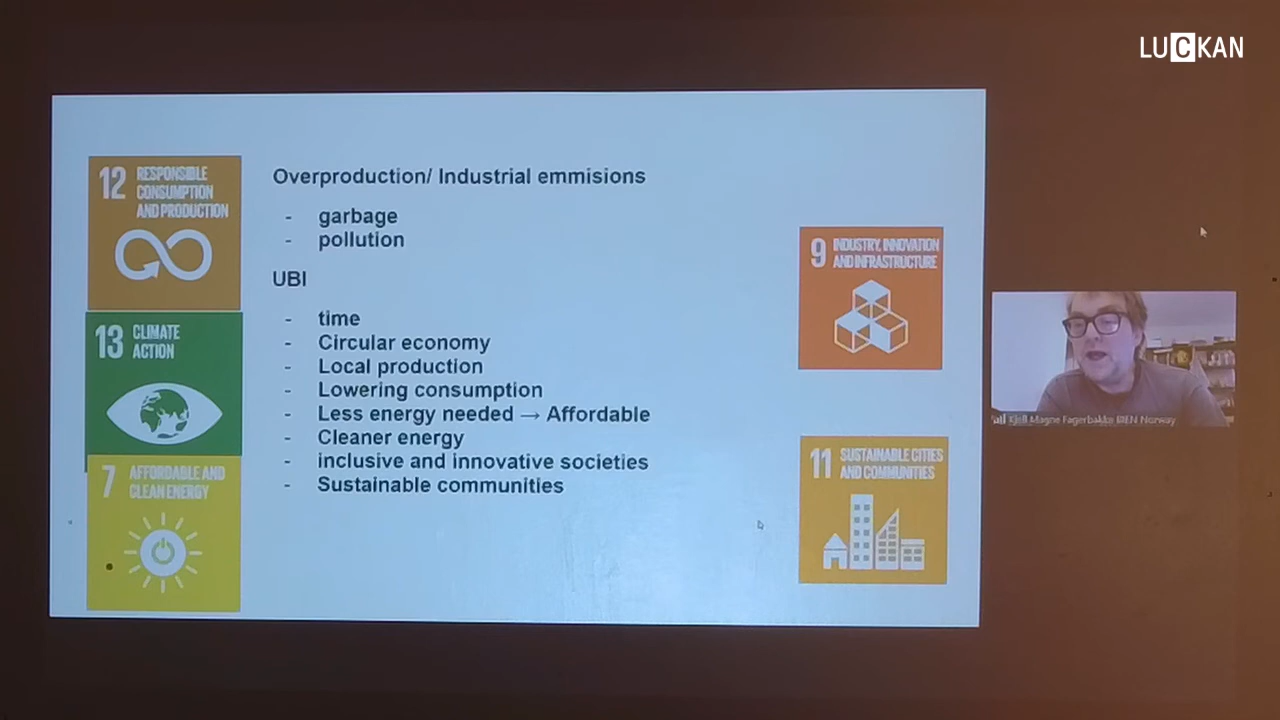 LUCKAN
12 RESPONSIBLE
CONSUMPTION
AND PRODUCTION
13 CLIMATE
ACTION
7 AFFORDABLE AND
CLEAN ENERGY
Overproduction/ Industrial emmisions
- garbage
- pollution
UBI
- time
- Circular economy
- Local production
- Lowering consumption
- Less energy needed → Affordable
- Cleaner energy
- inclusive and innovative societies
- Sustainable communities
9 INDUSTRY, INNOVATION
AND INFRASTRUCTURE
11 SUSTAINABLE CITIES
AND COMMUNITIES
Kjell Magne Fagerbakke BIEN Norway